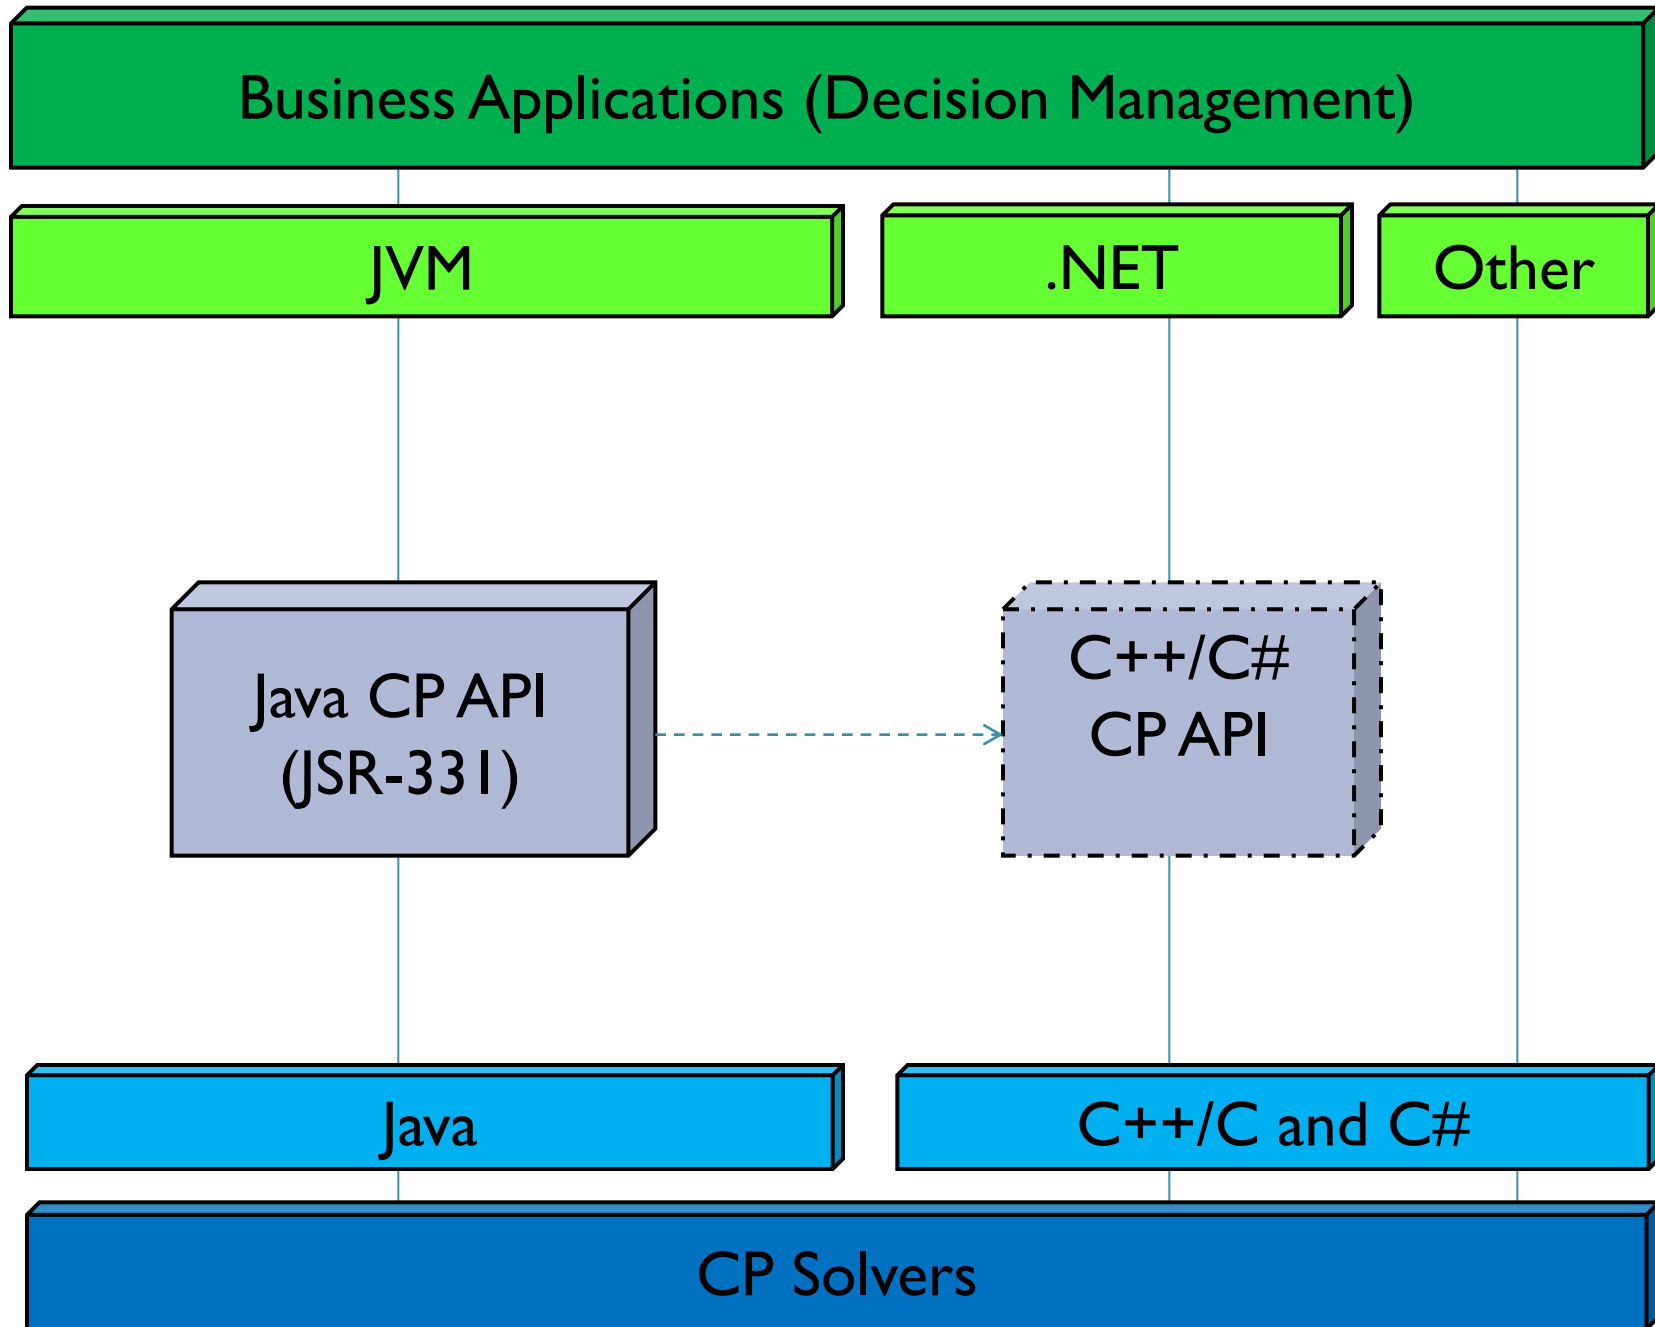 Business Applications (Decision Management)
JVM
.NET
Other
Java CP API
(JSR-331)
C++/C#
CP API
Java
C++/C and C#
CP Solvers